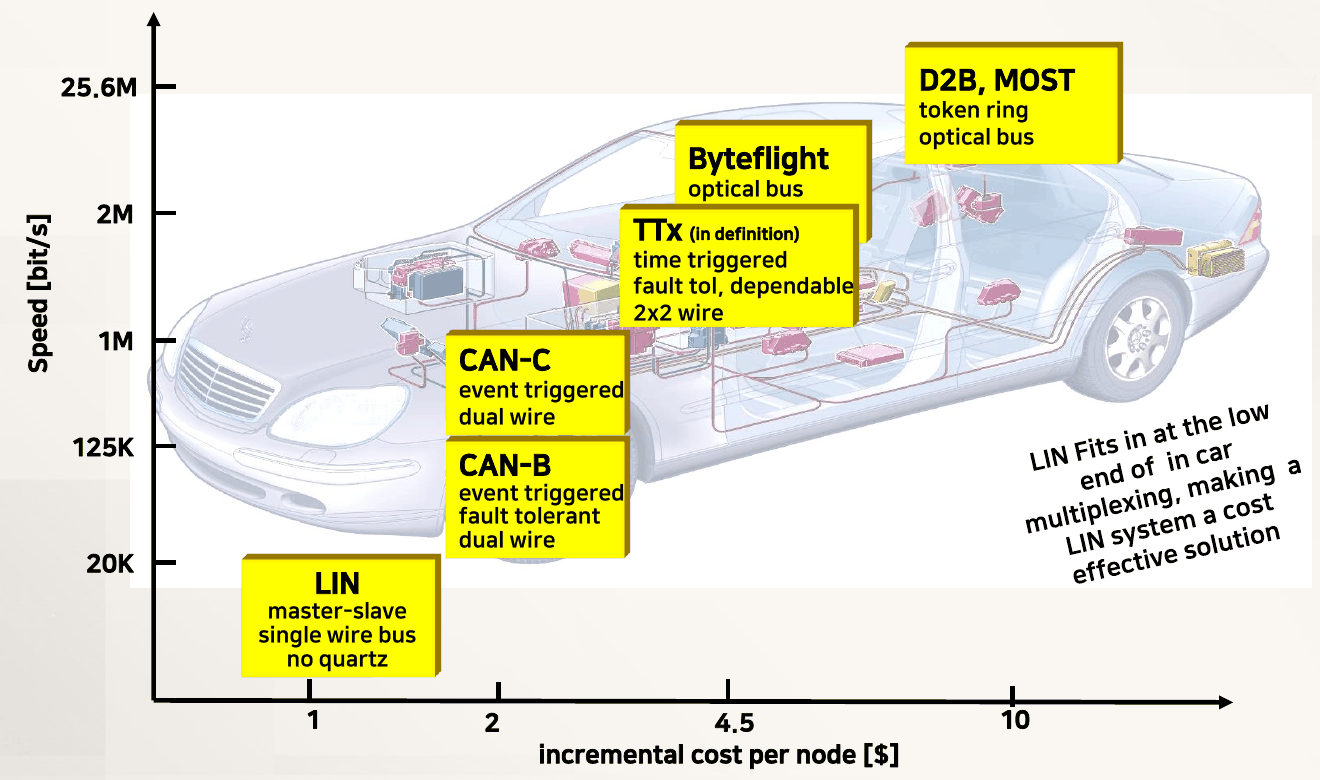 25.6M
2M
1M
125K
20K
Speed [bit/s]
D2B, MOST
token ring
optical bus
Byteflight
optical bus
TTx (in definition)
time triggered
fault tol, dependable
2x2 wire
CAN-C
event triggered
dual wire
CAN-B
event triggered
fault tolerant
dual wire
LIN
master-slave
single wire bus
no quartz
LIN Fits in at the low
end of in car
multiplexing, making a
LIN system a cost
effective solution
1
2
4.5
10
incremental cost per node [$]